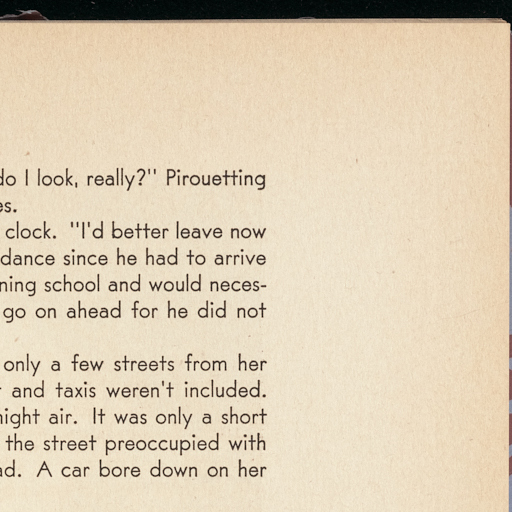 do I look, really?" Pirouetting
es.
clock. "I'd better leave now
dance since he had to arrive
ning school and would neces-
go on ahead for he did not
only a few streets from her
and taxis weren't included.
night air. It was only a short
the street preoccupied with
ad. A car bore down on her